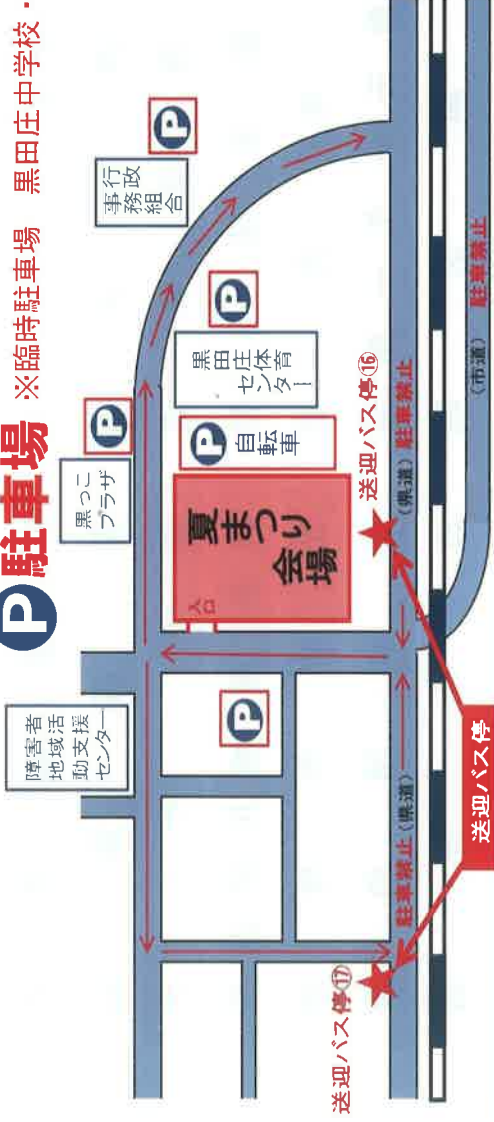 P 駐車場 ※臨時駐車場 黒田庄中学校・
障害者
地域活
動支援
センター
黒っこ
プラザ
P
行政
事務
組合
P
P
夏まつり
会場
入口
P
自転車
黒田庄体育
センター
P
送迎バス停⑰
駐車禁止(県道)
送迎バス停⑯
(県道)駐車禁止
送迎バス停
(市道) 駐車禁止